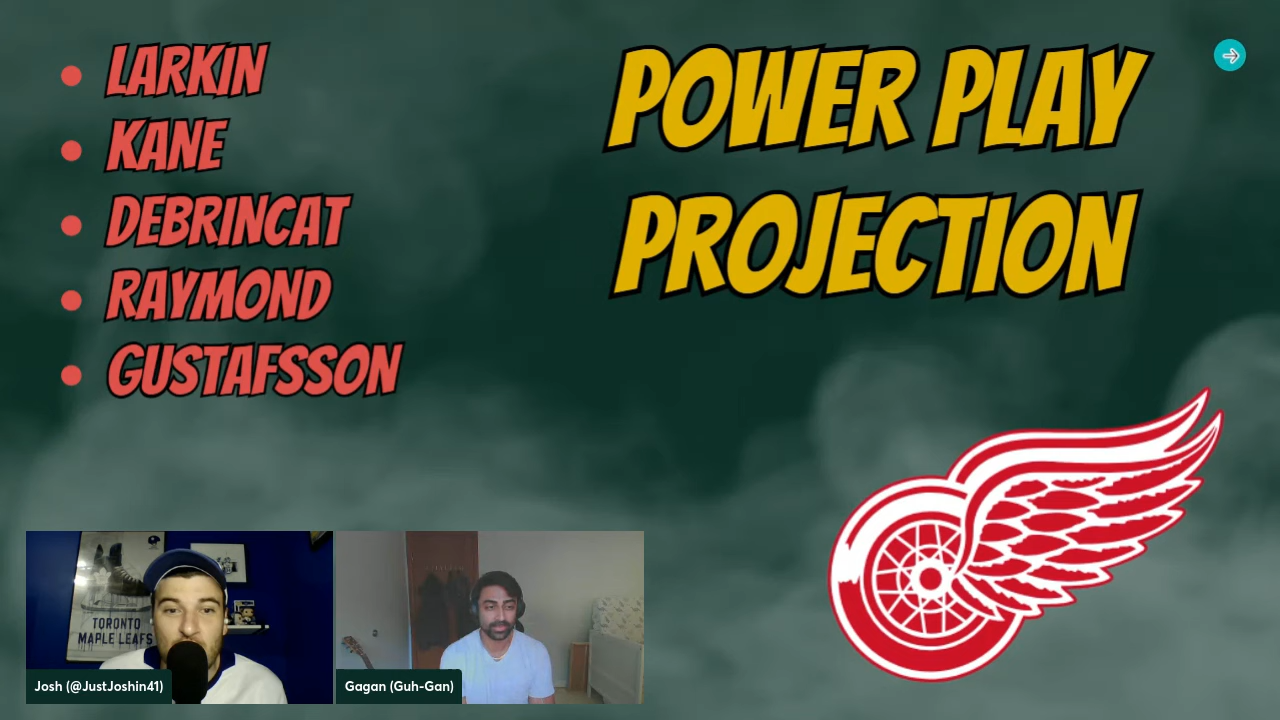 LARKIN
KANE
DEBRINCAT
RAYMOND
GUSTAFSSON
POWER PLAY
PROJECTION
TORONTO
MAPLE LEAFS
Josh (@JustJoshin41)
Gagan (Guh-Gan)